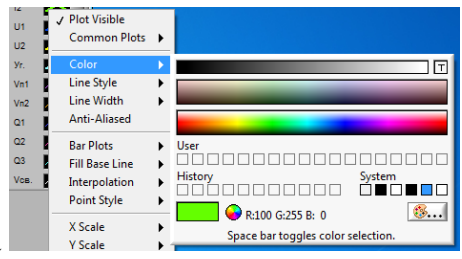 I2
U1
U2
Уг.
Vn1
Vn2
Q1
Q2
Q3
Vсв.
✓ Plot Visible
Common Plots
Color
Line Style
Line Width
Anti-Aliased
Bar Plots
Fill Base Line
Interpolation
Point Style
X Scale
Y Scale
T
User
History System
R:100 G:255 B: 0
Space bar toggles color selection.